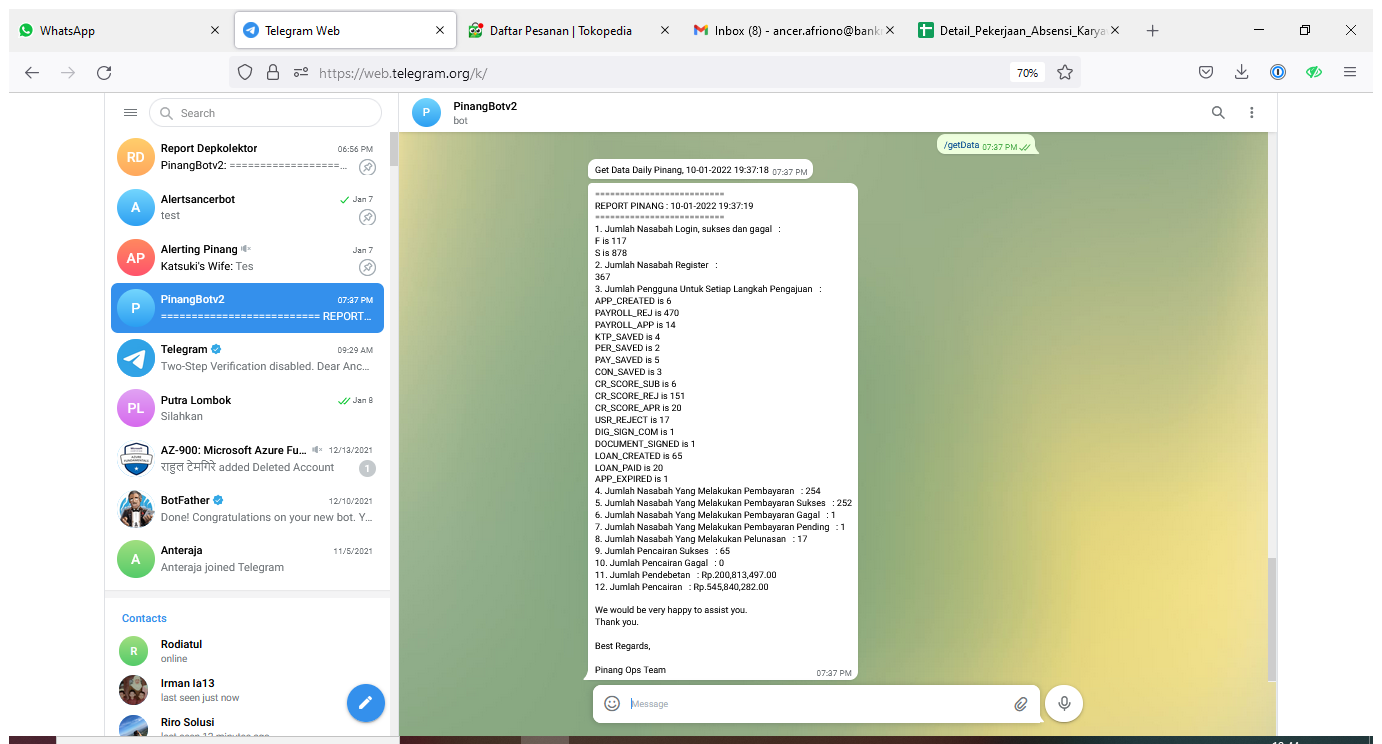 WhatsApp
Telegram Web
Daftar Pesanan | Tokopedia
Inbox (8) - ancer.afriono@bank
Detail_Pekerjaan_Absensi_Karya
https://web.telegram.org/k/
70%
Search
RD
Report Depkolektor
06:56 PM
PinangBotv2: ==================...
A
Alertsancerbot
Jan 7
test
AP
Alerting Pinang
Jan 7
Katsuki's Wife: Tes
P
PinangBotv2
07:37 PM
========================== REPORT...
Telegram
09:29 AM
Two-Step Verification disabled. Dear Anc...
PL
Putra Lombok
Jan 8
Silahkan
AZ-900: Microsoft Azure Fu...
12/13/2021
राहुल टेमगिरे added Deleted Account
1
BotFather
12/10/2021
Done! Congratulations on your new bot. Y...
A
Anteraja
11/5/2021
Anteraja joined Telegram
Contacts
R
Rodiatul
online
Irman Ia13
last seen just now
Riro Solusi
P
PinangBotv2
bot
/getData 07:37 PM
Get Data Daily Pinang, 10-01-2022 19:37:18 07:37 PM
==========================
REPORT PINANG : 10-01-2022 19:37:19
==========================
1. Jumlah Nasabah Login, sukses dan gagal :
F is 117
S is 878
2. Jumlah Nasabah Register :
367
3. Jumlah Pengguna Untuk Setiap Langkah Pengajuan :
APP_CREATED is 6
PAYROLL_REJ is 470
PAYROLL_APP is 14
KTP_SAVED is 4
PER_SAVED is 2
PAY_SAVED is 5
CON_SAVED is 3
CR_SCORE_SUB is 6
CR_SCORE_REJ is 151
CR_SCORE_APR is 20
USR_REJECT is 17
DIG_SIGN_COM is 1
DOCUMENT_SIGNED is 1
LOAN_CREATED is 65
LOAN_PAID is 20
APP_EXPIRED is 1
4. Jumlah Nasabah Yang Melakukan Pembayaran : 254
5. Jumlah Nasabah Yang Melakukan Pembayaran Sukses : 252
6. Jumlah Nasabah Yang Melakukan Pembayaran Gagal : 1
7. Jumlah Nasabah Yang Melakukan Pembayaran Pending : 1
8. Jumlah Nasabah Yang Melakukan Pelunasan : 17
9. Jumlah Pencairan Sukses : 65
10. Jumlah Pencairan Gagal : 0
11. Jumlah Pendebetan : Rp.200,813,497.00
12. Jumlah Pencairan : Rp.545,840,282.00
We would be very happy to assist you.
Thank you.
Best Regards,
Pinang Ops Team
07:37 PM
Message